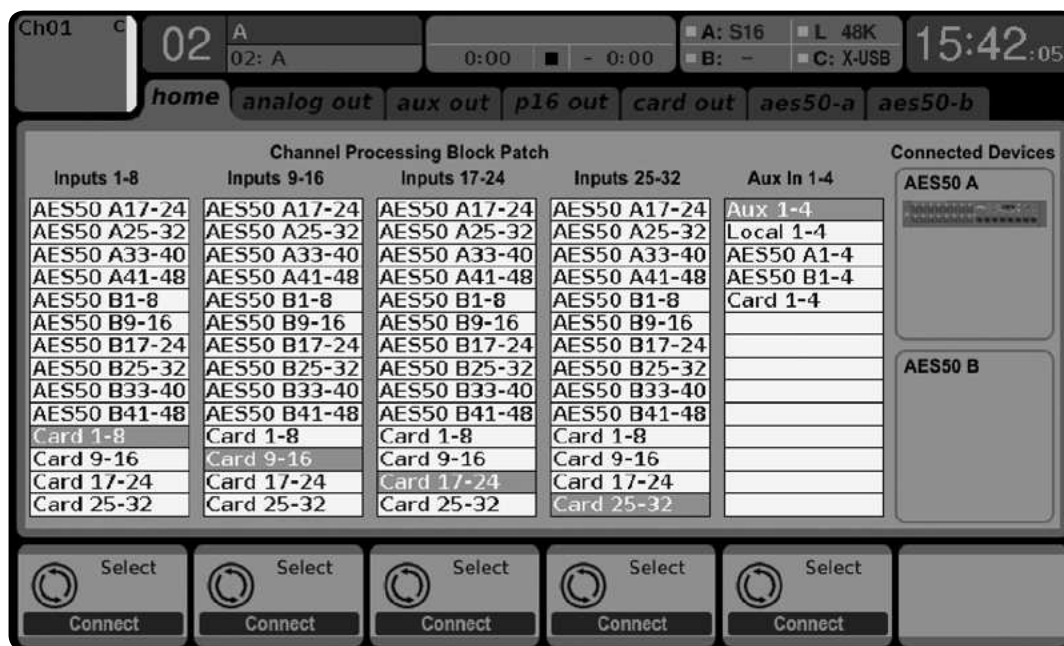 Ch01 C
02 A
02: A
0:00 - 0:00
A: S16 L 48K
B: - C: X-USB
15:42:05
home analog out aux out p16 out card out aes50-a aes50-b
Channel Processing Block Patch Connected Devices
Inputs 1-8 Inputs 9-16 Inputs 17-24 Inputs 25-32 Aux In 1-4 AES50 A
AES50 A17-24 AES50 A17-24 AES50 A17-24 AES50 A17-24 Aux 1-4
AES50 A25-32 AES50 A25-32 AES50 A25-32 AES50 A25-32 Local 1-4
AES50 A33-40 AES50 A33-40 AES50 A33-40 AES50 A33-40 AES50 A1-4
AES50 A41-48 AES50 A41-48 AES50 A41-48 AES50 A41-48 AES50 B1-4
AES50 B1-8 AES50 B1-8 AES50 B1-8 AES50 B1-8 Card 1-4
AES50 B9-16 AES50 B9-16 AES50 B9-16 AES50 B9-16
AES50 B17-24 AES50 B17-24 AES50 B17-24 AES50 B17-24
AES50 B25-32 AES50 B25-32 AES50 B25-32 AES50 B25-32 AES50 B
AES50 B33-40 AES50 B33-40 AES50 B33-40 AES50 B33-40
AES50 B41-48 AES50 B41-48 AES50 B41-48 AES50 B41-48
Card 1-8 Card 1-8 Card 1-8 Card 1-8
Card 9-16 Card 9-16 Card 9-16 Card 9-16
Card 17-24 Card 17-24 Card 17-24 Card 17-24
Card 25-32 Card 25-32 Card 25-32 Card 25-32
Select Select Select Select Select
Connect Connect Connect Connect Connect